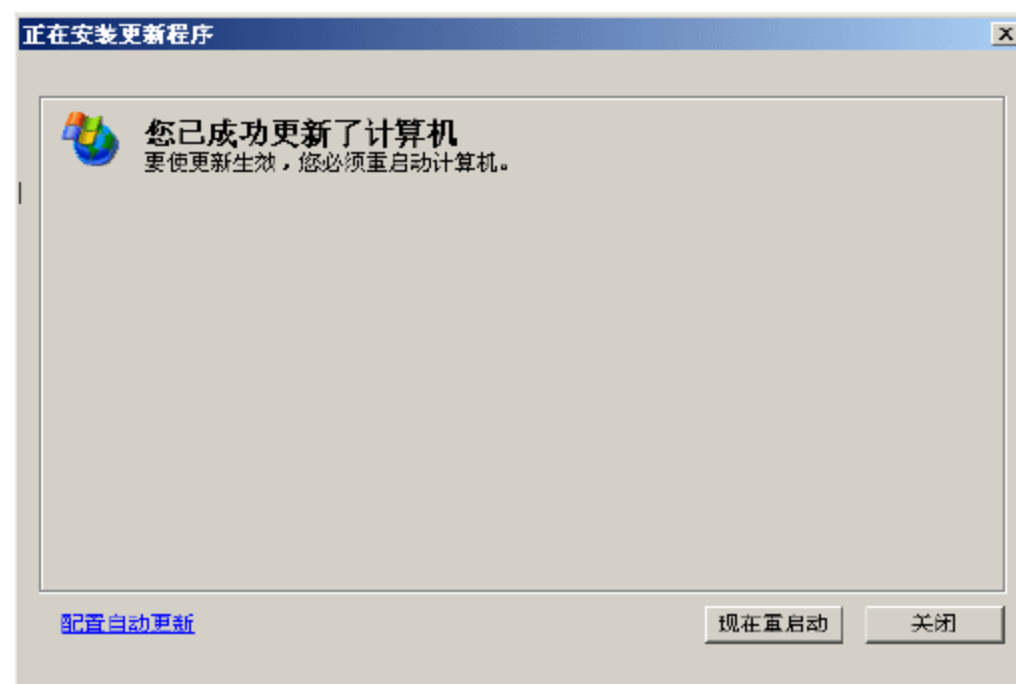 正在安装更新程序
您已成功更新了计算机
要使更新生效，您必须重启动计算机。
配置自动更新
现在重启动
关闭